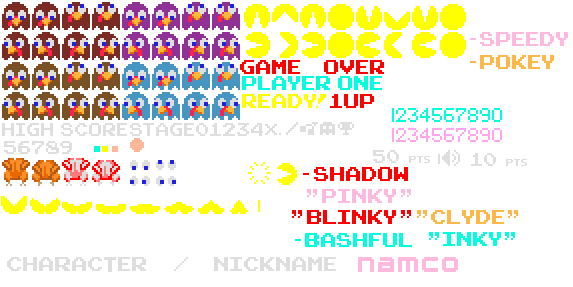 -SPEEDY
-POKEY
GAME OVER
PLAYER ONE
READY! 1UP
1234567890
HIGH SCORESTAGE01234X./-
1234567890
56789
50 PTS 10 PTS
-SHADOW
"PINKY"
"BLINKY" "CLYDE"
-BASHFUL "INKY"
CHARACTER / NICKNAME namco